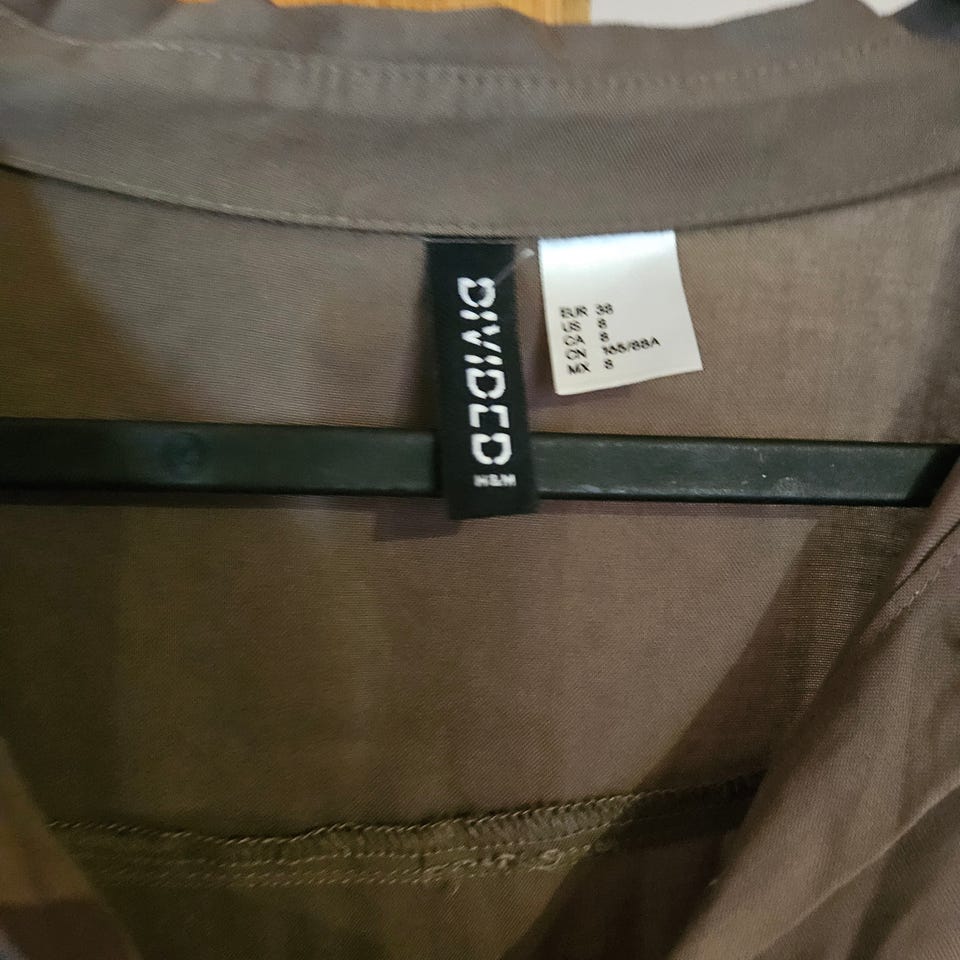 DIVIDED
H&M
EUR 38
US 8
CA 8
CN 165/88A
MX 8